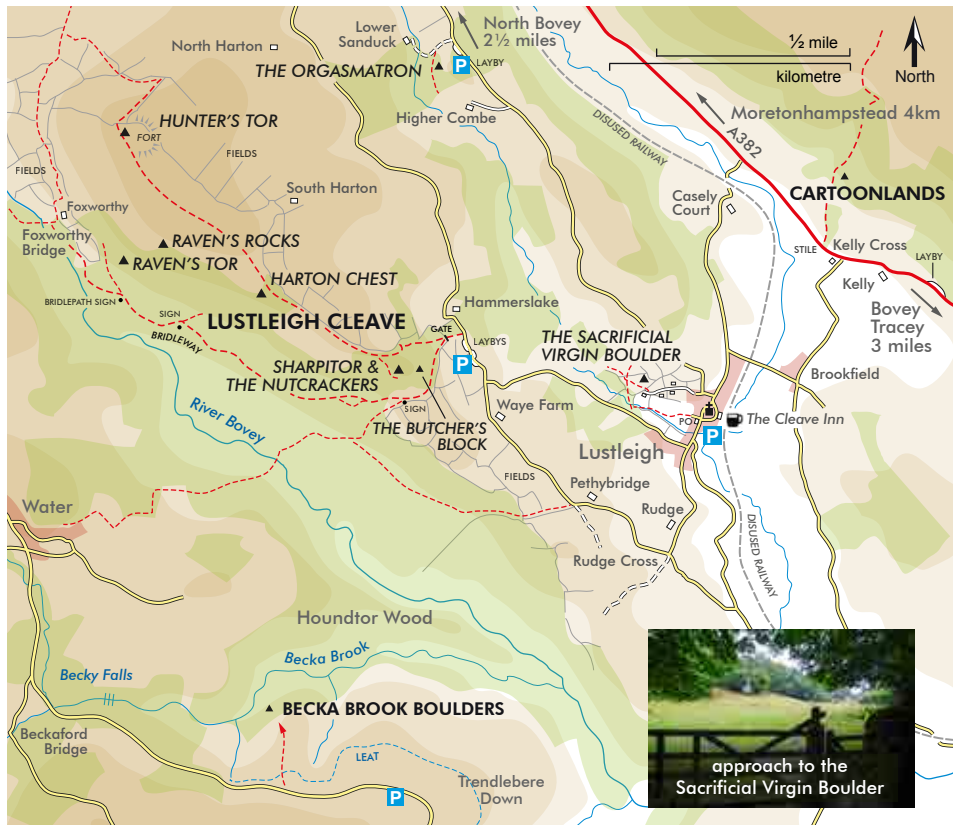 Lower
Sanduck
North Bovey
2½ miles
North Harton
THE ORGASMATRON
P
LAYBY
½ mile
kilometre
North
Higher Combe
Moretonhampstead 4km
A382
DISUSED RAILWAY
HUNTER'S TOR
FORT
FIELDS
FIELDS
South Harton
Casely
Court
CARTOONLANDS
Foxworthy
Foxworthy
Bridge
RAVEN'S ROCKS
RAVEN'S TOR
HARTON CHEST
STILE
Kelly Cross
LAYBY
Kelly
BRIDLEPATH SIGN
SIGN
BRIDLEWAY
LUSTLEIGH CLEAVE
Hammerslake
GATE
LAYBYS
P
Bovey
Tracey
3 miles
THE SACRIFICIAL
VIRGIN BOULDER
SHARPITOR &
THE NUTCRACKERS
Brookfield
SIGN
Waye Farm
River Bovey
THE BUTCHER'S
BLOCK
PO
P
The Cleave Inn
Lustleigh
FIELDS
Pethybridge
Water
Rudge
DISUSED RAILWAY
Rudge Cross
Houndtor Wood
Becka Brook
Becky Falls
BECKA BROOK BOULDERS
Beckaford
Bridge
LEAT
Trendlebere
Down
P
approach to the
Sacrificial Virgin Boulder